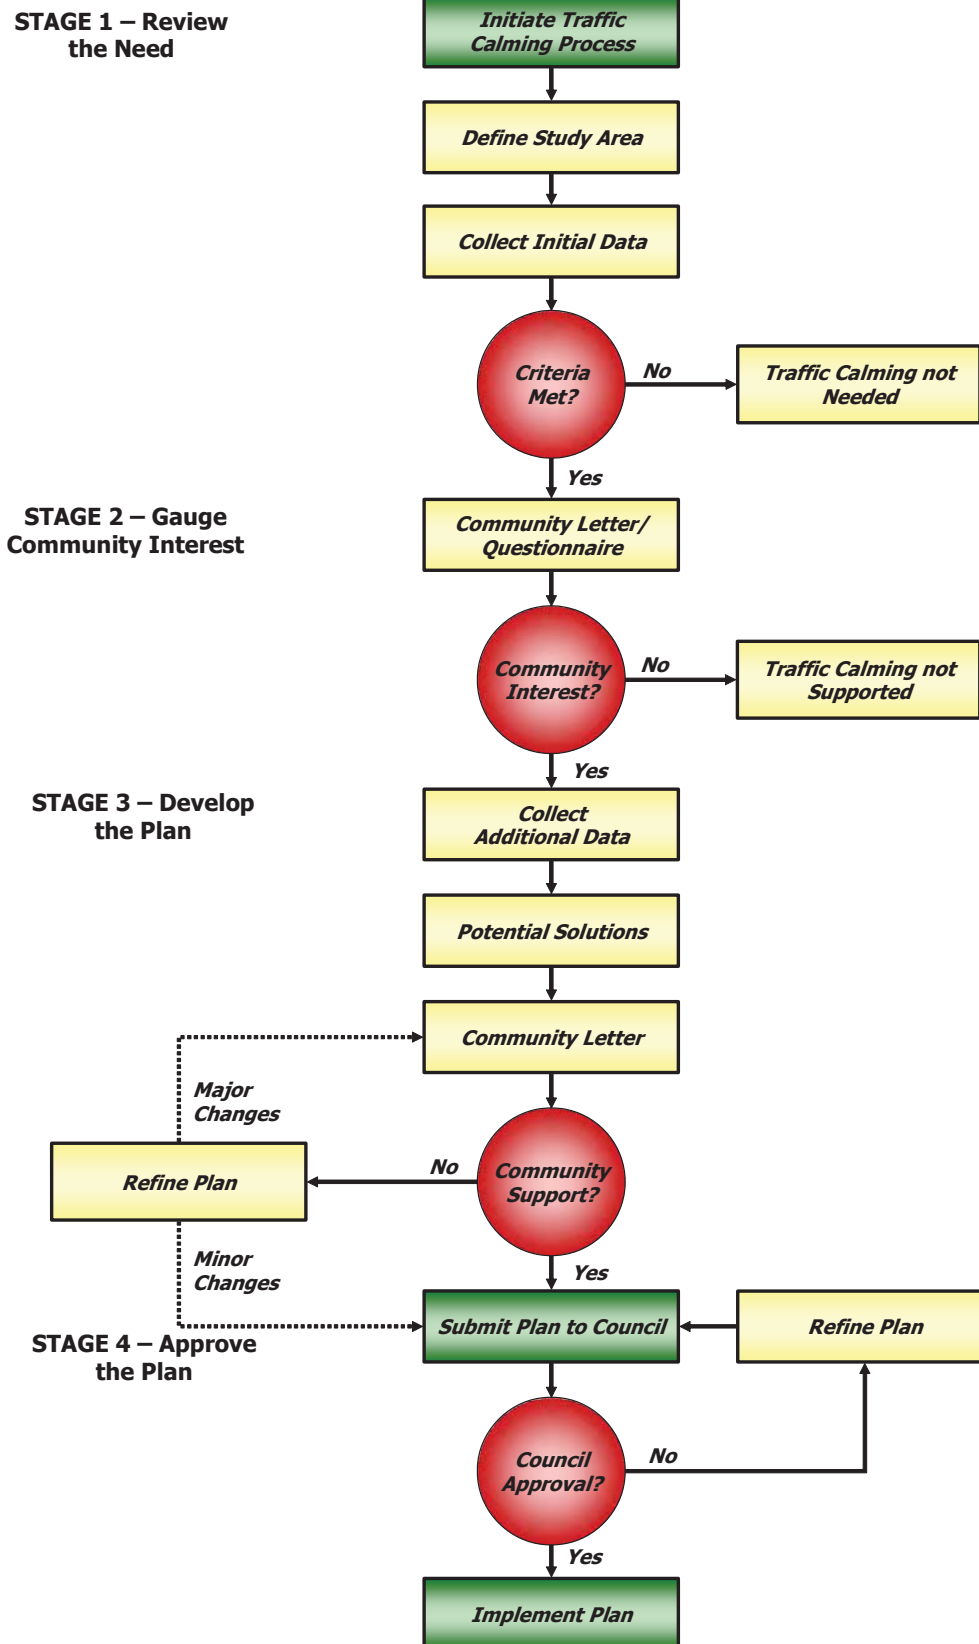 STAGE 1 – Review
the Need
Initiate Traffic
Calming Process
Define Study Area
Collect Initial Data
Criteria
Met?
No
Traffic Calming not
Needed
Yes
STAGE 2 – Gauge
Community Interest
Community Letter/
Questionnaire
Community
Interest?
No
Traffic Calming not
Supported
Yes
STAGE 3 – Develop
the Plan
Collect
Additional Data
Potential Solutions
Community Letter
Major
Changes
Community
Support?
No
Refine Plan
Minor
Changes
Yes
STAGE 4 – Approve
the Plan
Submit Plan to Council
Refine Plan
Council
Approval?
No
Yes
Implement Plan